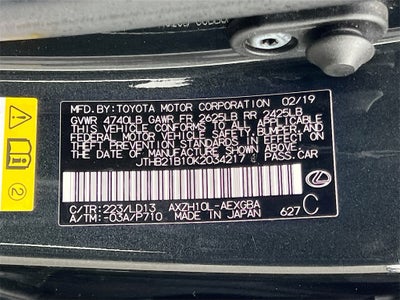 MFD BY: TOYOTA MOTOR CORPORATION 02/19
GVWR 4740LB GAWR FR 2625LB RR 2425LB
THIS VEHICLE CONFORMS TO ALL APPLICABLE
FEDERAL MOTOR VEHICLE SAFETY, BUMPER, AND
THEFT PREVENTION STANDARDS IN EFFECT ON THE
DATE OF MANUFACTURE SHOWN ABOVE.
JTHB21B10K2034217 PASS.CAR
C/TR:223/LD13 AXZH10L-AEXGBA
A/TM:-03A/P710 MADE IN JAPAN 627 C
2